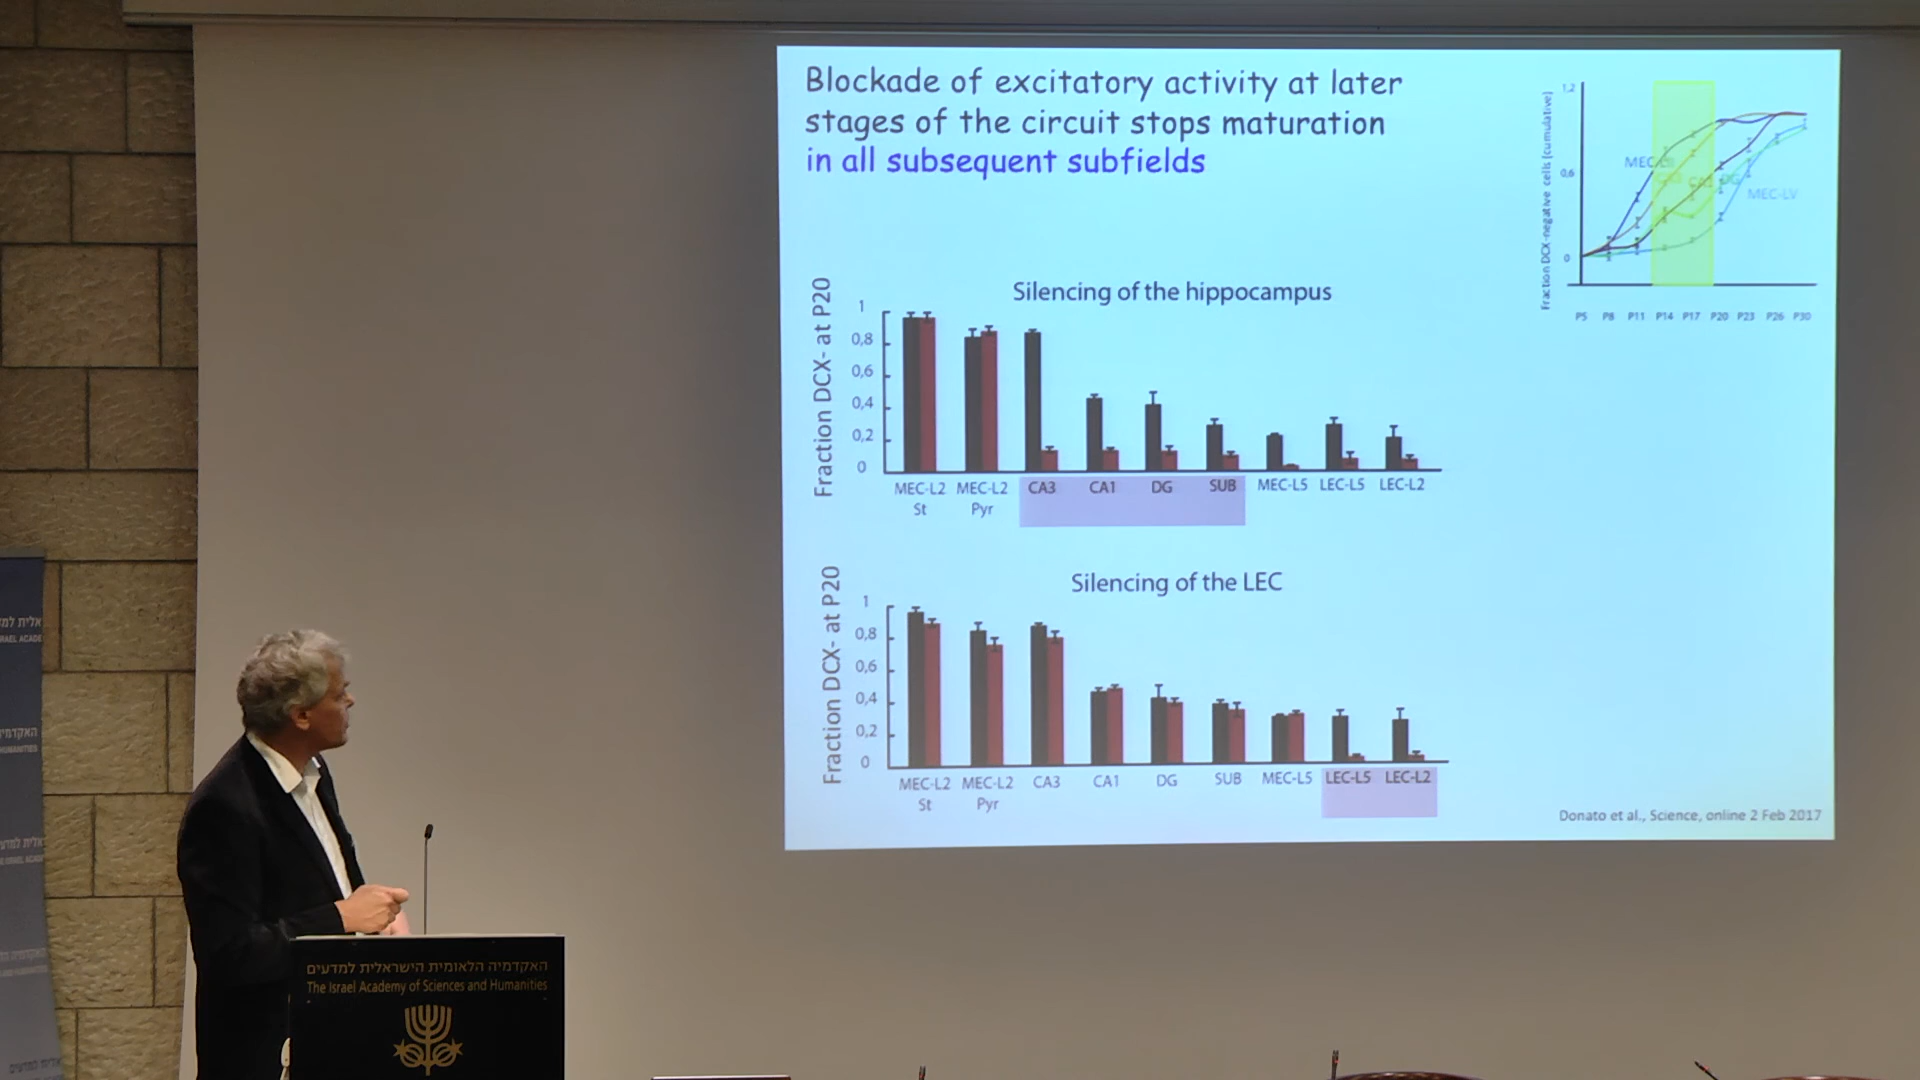 Blockade of excitatory activity at later
stages of the circuit stops maturation
in all subsequent subfields
Fraction DCX-negative cells (cumulative)
1,2
0,6
0
MEC-LII
CA1
DG
MEC-LV
P5 P8 P11 P14 P17 P20 P23 P26 P30
Silencing of the hippocampus
Fraction DCX- at P20
1
0,8
0,6
0,4
0,2
0
MEC-L2 MEC-L2 CA3 CA1 DG SUB MEC-L5 LEC-L5 LEC-L2
St Pyr
Silencing of the LEC
Fraction DCX- at P20
1
0,8
0,6
0,4
0,2
0
MEC-L2 MEC-L2 CA3 CA1 DG SUB MEC-L5 LEC-L5 LEC-L2
St Pyr
Donato et al., Science, online 2 Feb 2017
האקדמיה הלאומית הישראלית למדעים
The Israel Academy of Sciences and Humanities